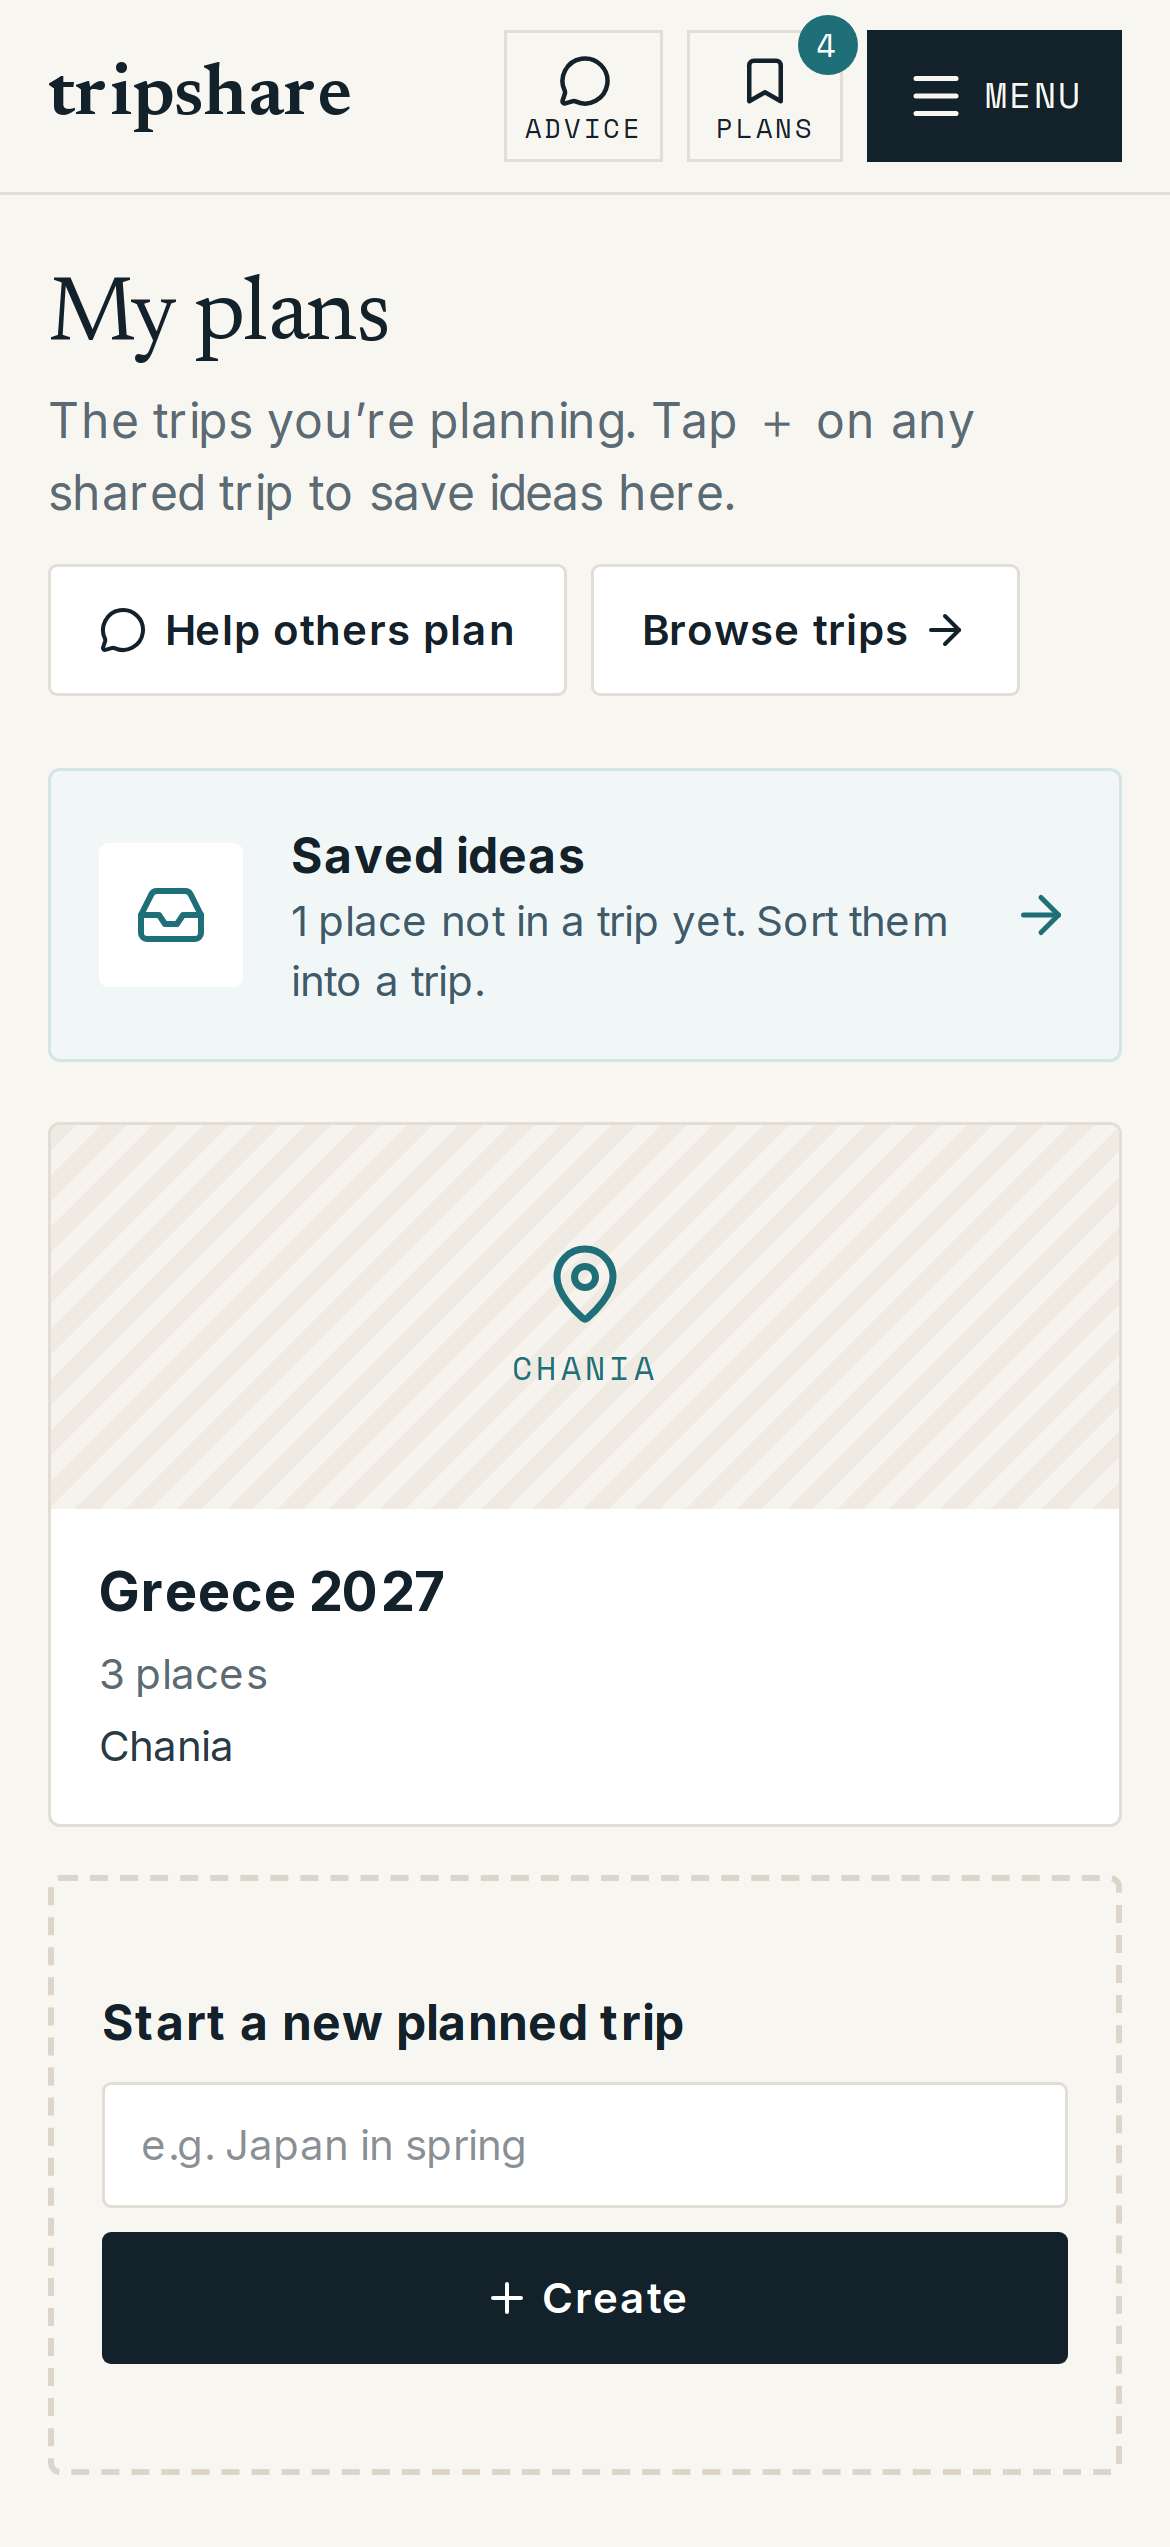 tripshare
ADVICE
PLANS
4
MENU
My plans
The trips you’re planning. Tap + on any
shared trip to save ideas here.
Help others plan
Browse trips →
Saved ideas
1 place not in a trip yet. Sort them
into a trip.
CHANIA
Greece 2027
3 places
Chania
Start a new planned trip
e.g. Japan in spring
+ Create